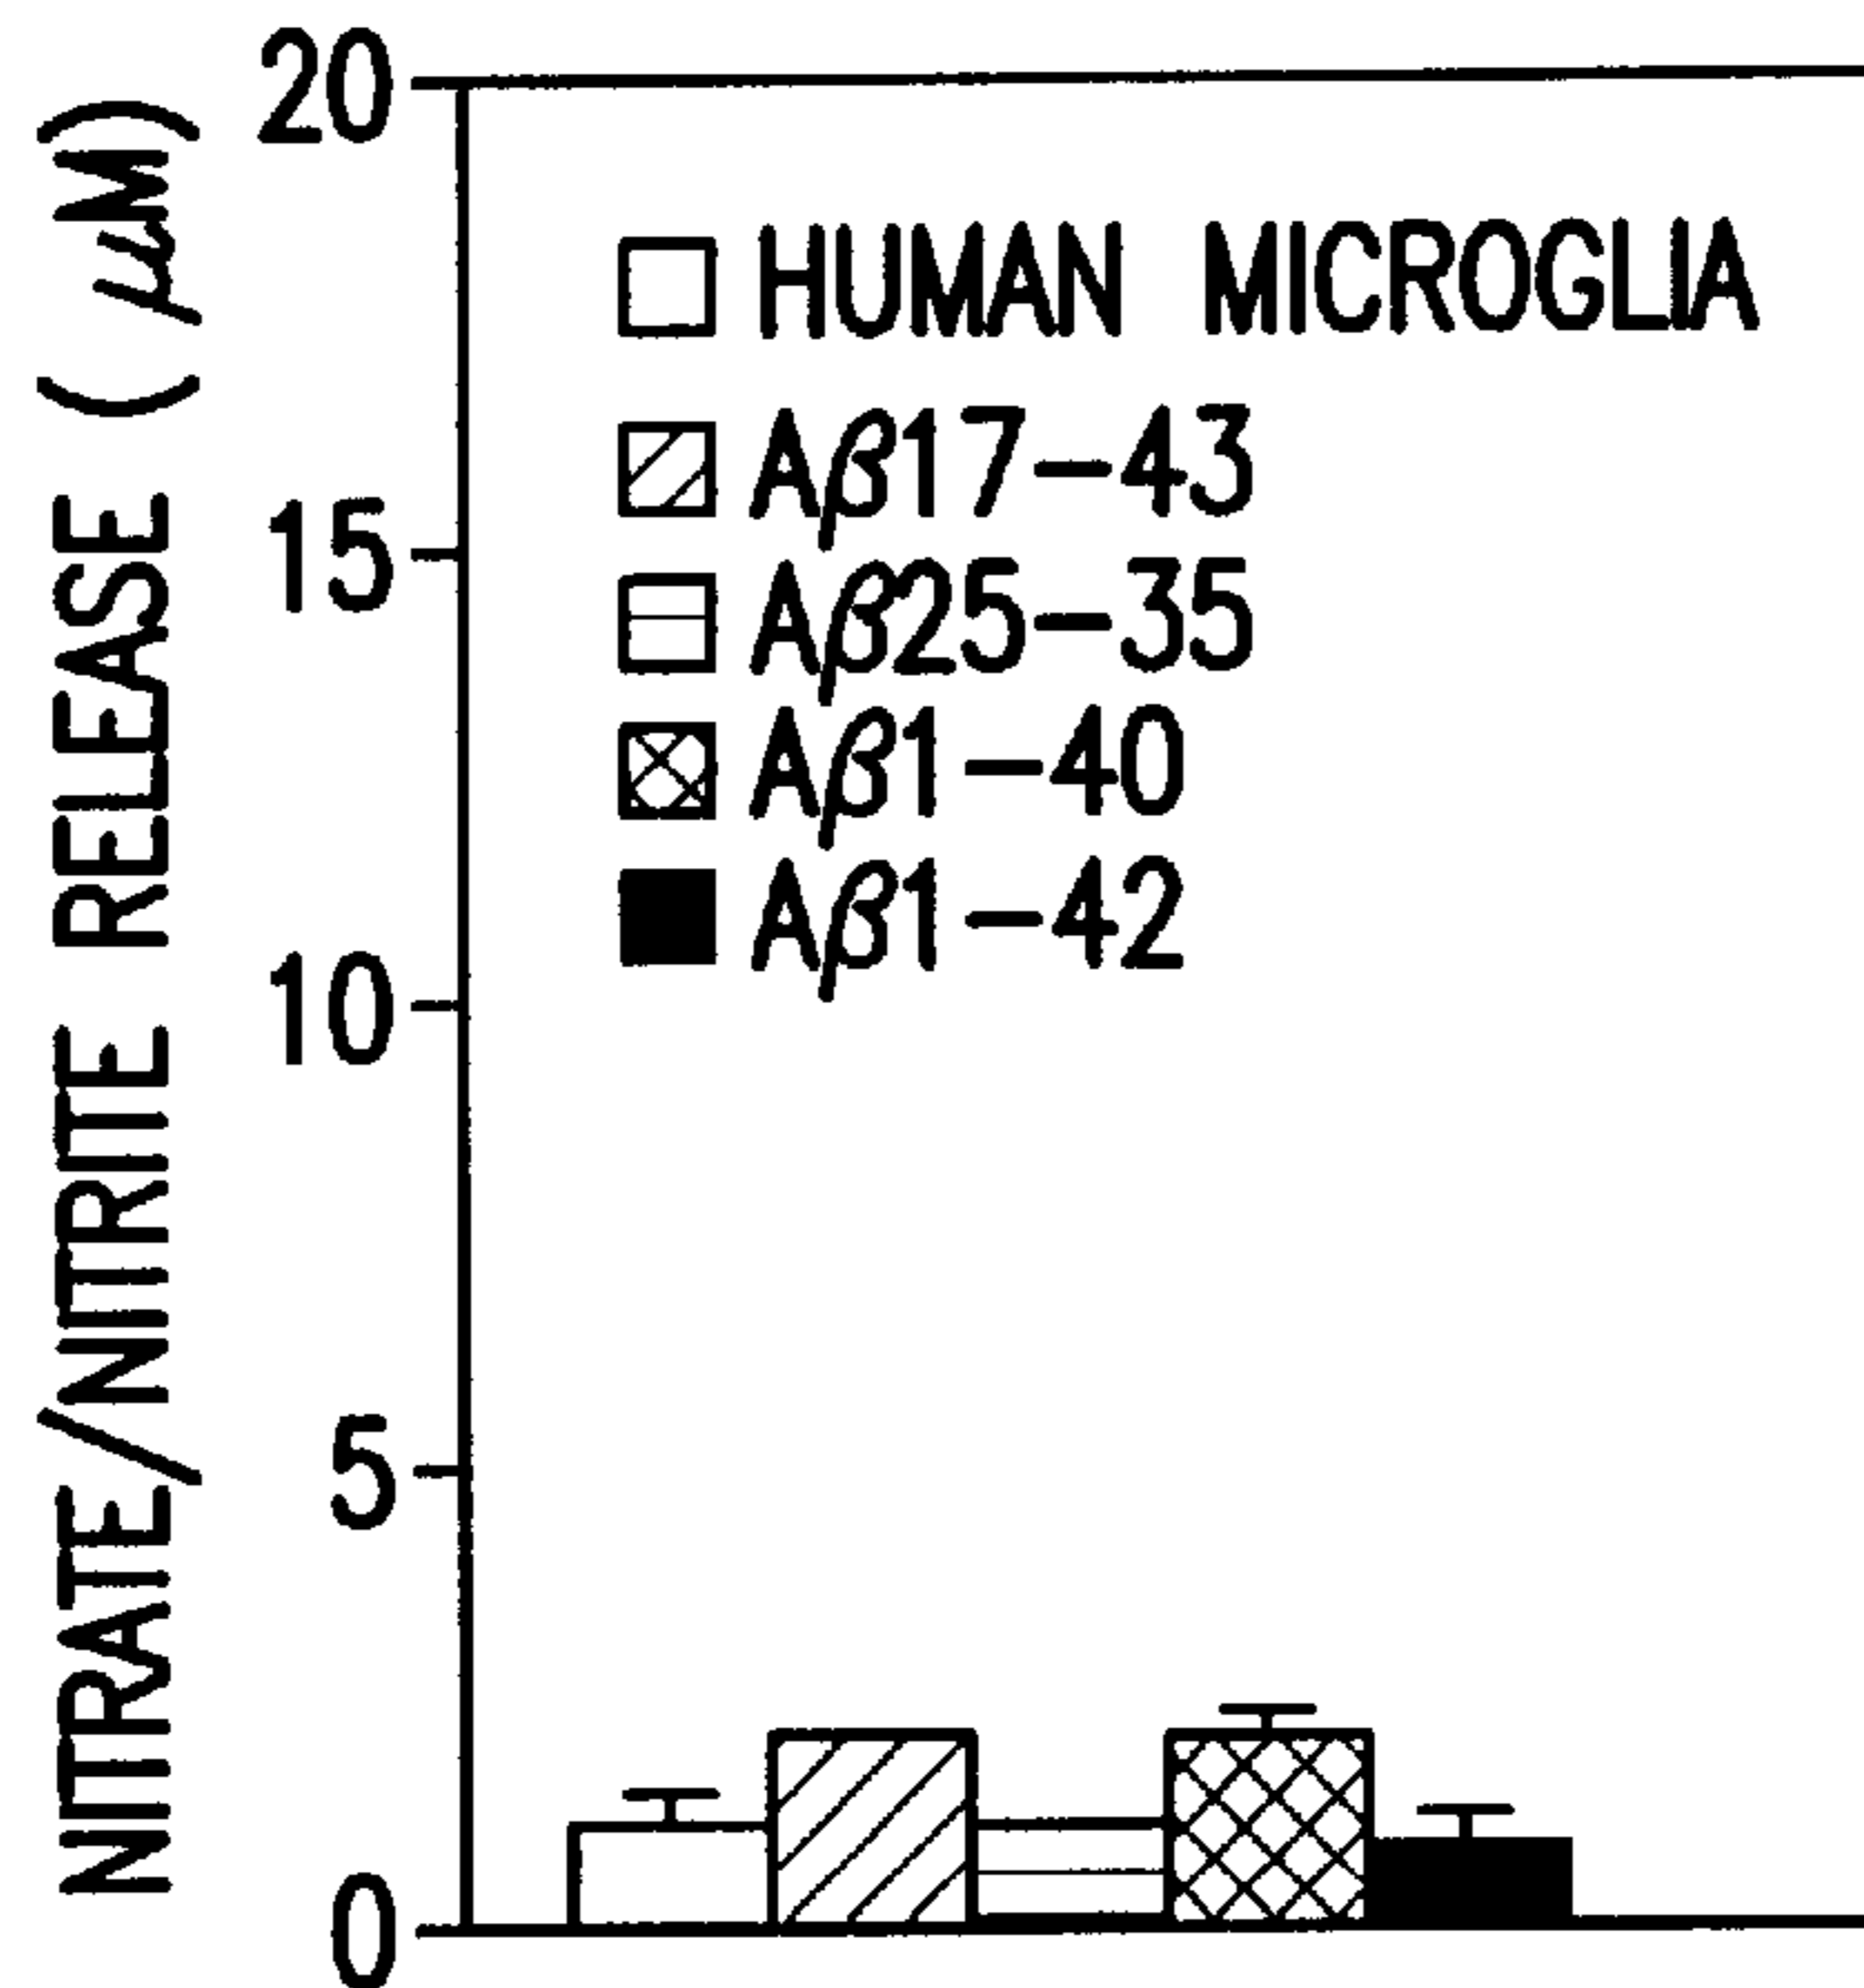 NITRATE/NITRITE RELEASE (μM)
20
15
10
5
0
HUMAN MICROGLIA
Aβ17-43
Aβ25-35
Aβ1-40
Aβ1-42